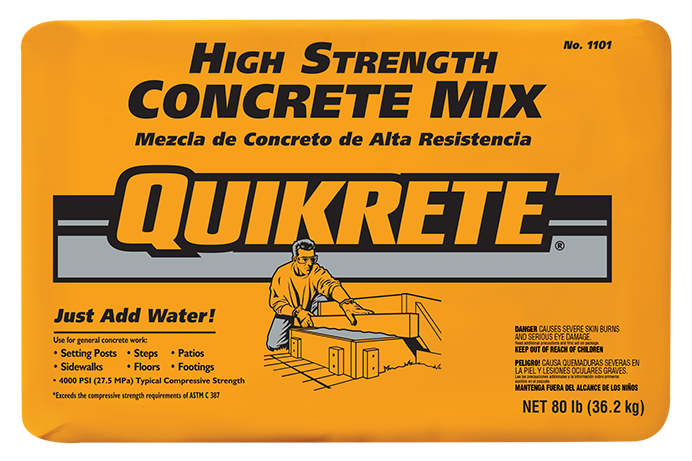 No. 1101
HIGH STRENGTH
CONCRETE MIX
Mezcla de Concreto de Alta Resistencia
QUIKRETE®
Just Add Water!
Use for general concrete work:
• Setting Posts • Steps • Patios
• Sidewalks • Floors • Footings
• 4000 PSI (27.5 MPa) Typical Compressive Strength
*Exceeds the compressive strength requirements of ASTM C 387
DANGER CAUSES SEVERE SKIN BURNS
AND SERIOUS EYE DAMAGE.
Read additional precautions and first aid on package.
KEEP OUT OF REACH OF CHILDREN
PELIGRO! CAUSA QUEMADURAS SEVERAS EN
LA PIEL Y LESIONES OCULARES GRAVES.
Lea las precauciones adicionales y la información sobre primeros
auxilios en el paquete.
MANTENGA FUERA DEL ALCANCE DE LOS NIÑOS
NET 80 lb (36.2 kg)